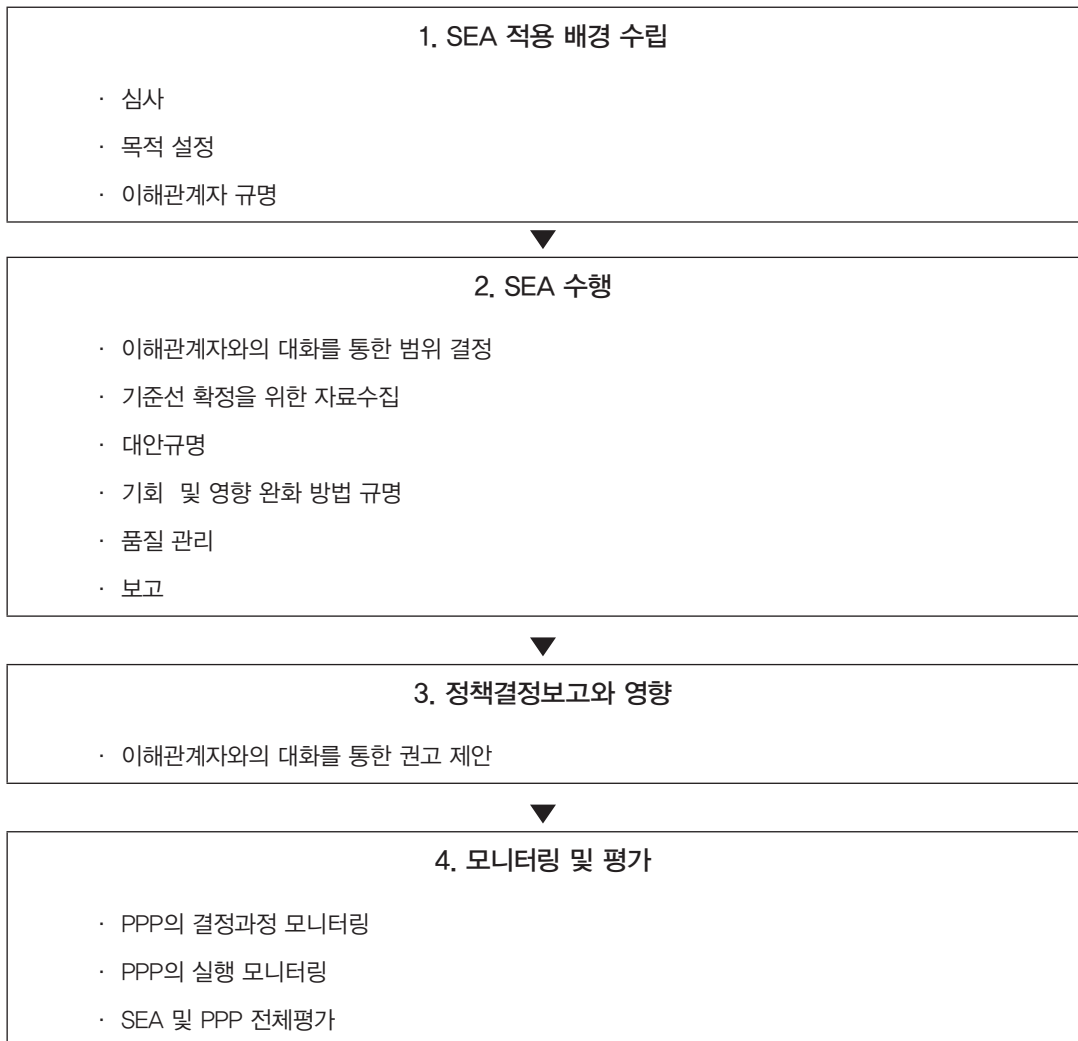 1. SEA 적용 배경 수립
· 심사
· 목적 설정
· 이해관계자 규명
▼
2. SEA 수행
· 이해관계자와의 대화를 통한 범위 결정
· 기준선 확정을 위한 자료수집
· 대안규명
· 기회 및 영향 완화 방법 규명
· 품질 관리
· 보고
▼
3. 정책결정보고와 영향
· 이해관계자와의 대화를 통한 권고 제안
▼
4. 모니터링 및 평가
· PPP의 결정과정 모니터링
· PPP의 실행 모니터링
· SEA 및 PPP 전체평가